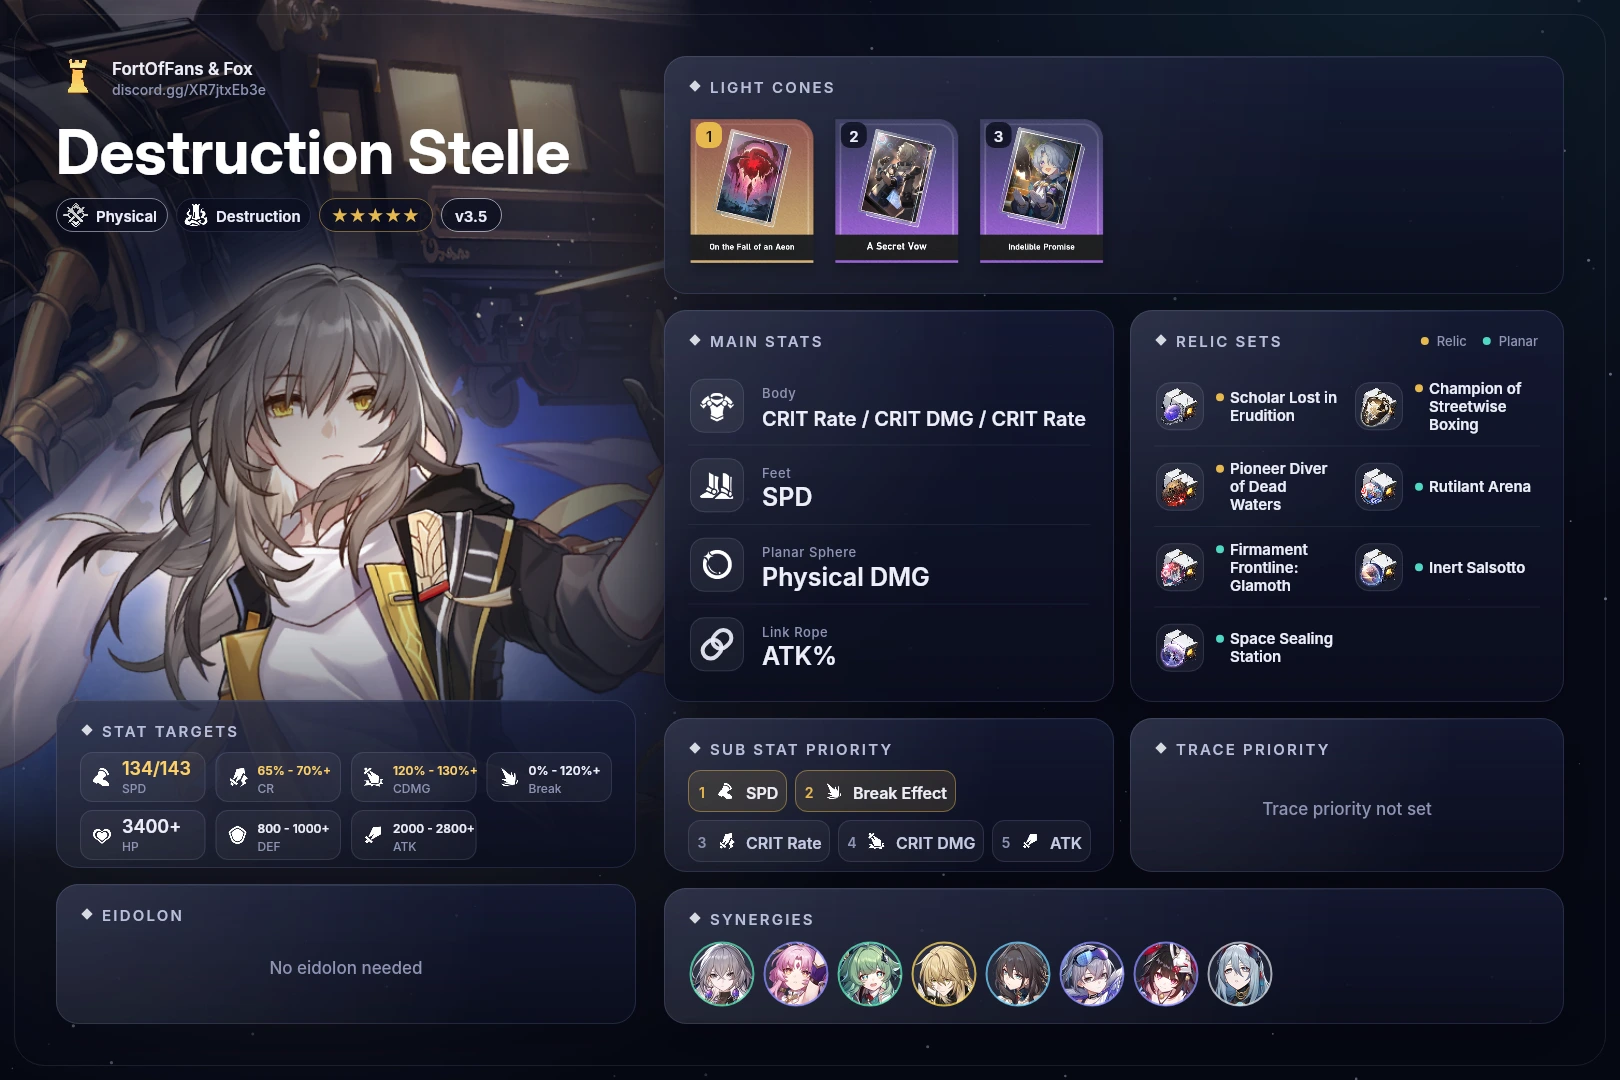 FortOfFans & Fox
discord.gg/XR7jtxEb3e
Destruction Stelle
Physical
Destruction
v3.5
LIGHT CONES
1
On the Fall of an Aeon
2
A Secret Vow
3
Indelible Promise
MAIN STATS
Body
CRIT Rate / CRIT DMG / CRIT Rate
Feet
SPD
Planar Sphere
Physical DMG
Link Rope
ATK%
RELIC SETS
Relic
Planar
Scholar Lost in
Erudition
Champion of
Streetwise
Boxing
Pioneer Diver
of Dead
Waters
Rutilant Arena
Firmament
Frontline:
Glamoth
Inert Salsotto
Space Sealing
Station
STAT TARGETS
134/143
SPD
65% - 70%+
CR
120% - 130%+
CDMG
0% - 120%+
Break
3400+
HP
800 - 1000+
DEF
2000 - 2800+
ATK
SUB STAT PRIORITY
1 SPD
2 Break Effect
3 CRIT Rate
4 CRIT DMG
5 ATK
TRACE PRIORITY
Trace priority not set
EIDOLON
No eidolon needed
SYNERGIES